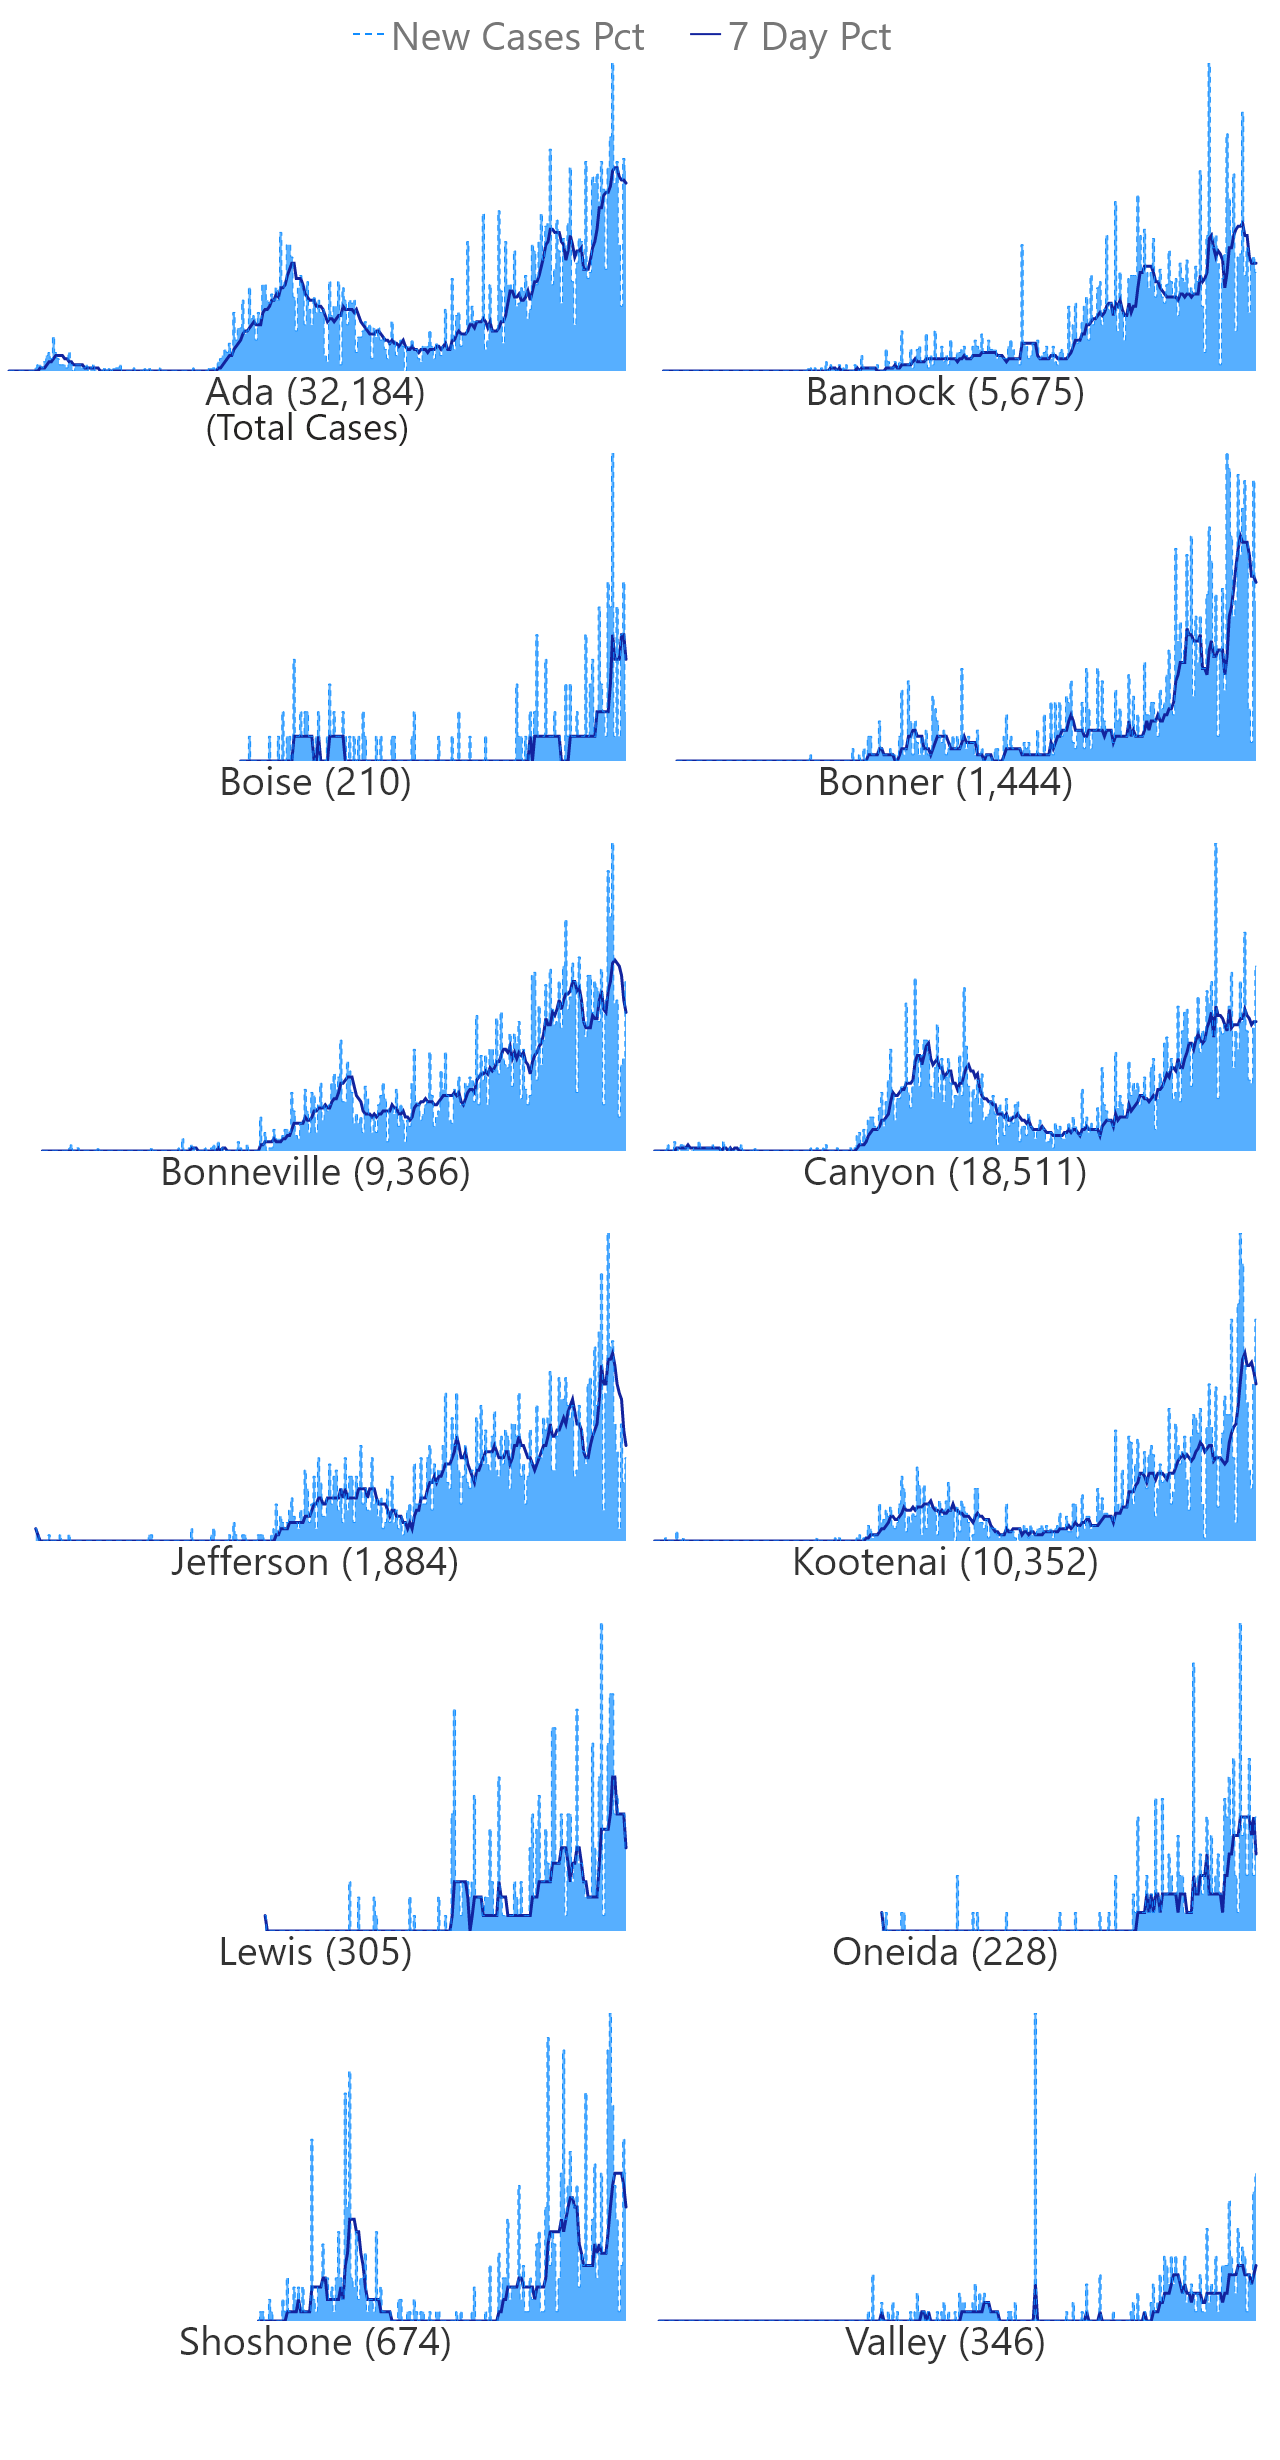 New Cases Pct 7 Day Pct
Ada (32,184)
(Total Cases)
Bannock (5,675)
Boise (210)
Bonner (1,444)
Bonneville (9,366)
Canyon (18,511)
Jefferson (1,884)
Kootenai (10,352)
Lewis (305)
Oneida (228)
Shoshone (674)
Valley (346)